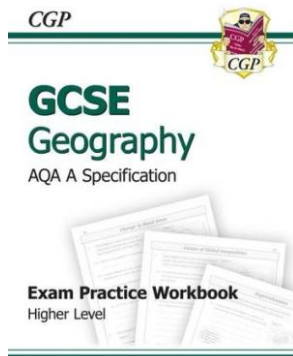 CGP
CGP
GCSE
Geography
AQA A Specification
Exam Practice Workbook
Higher Level